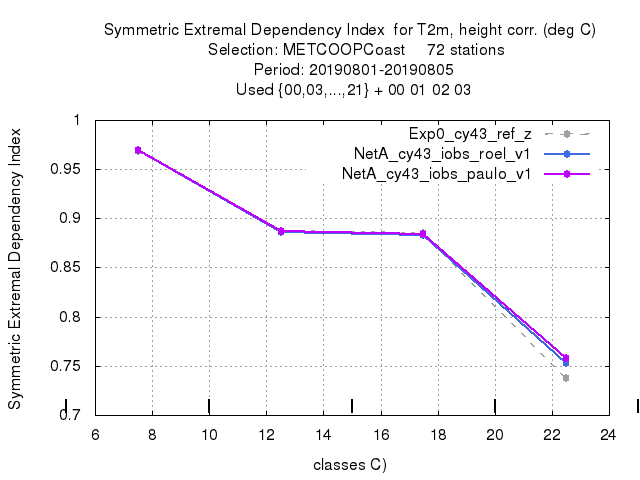 Symmetric Extremal Dependency Index  for T2m, height corr. (deg C)
Selection: METCOOPCoast     72 stations
Period: 20190801-20190805
Used {00,03,...,21} + 00 01 02 03
Symmetric Extremal Dependency Index
1
0.95
0.9
0.85
0.8
0.75
0.7
Exp0_cy43_ref_z
NetA_cy43_iobs_roel_v1
NetA_cy43_iobs_paulo_v1
6 8 10 12 14 16 18 20 22 24
classes C)